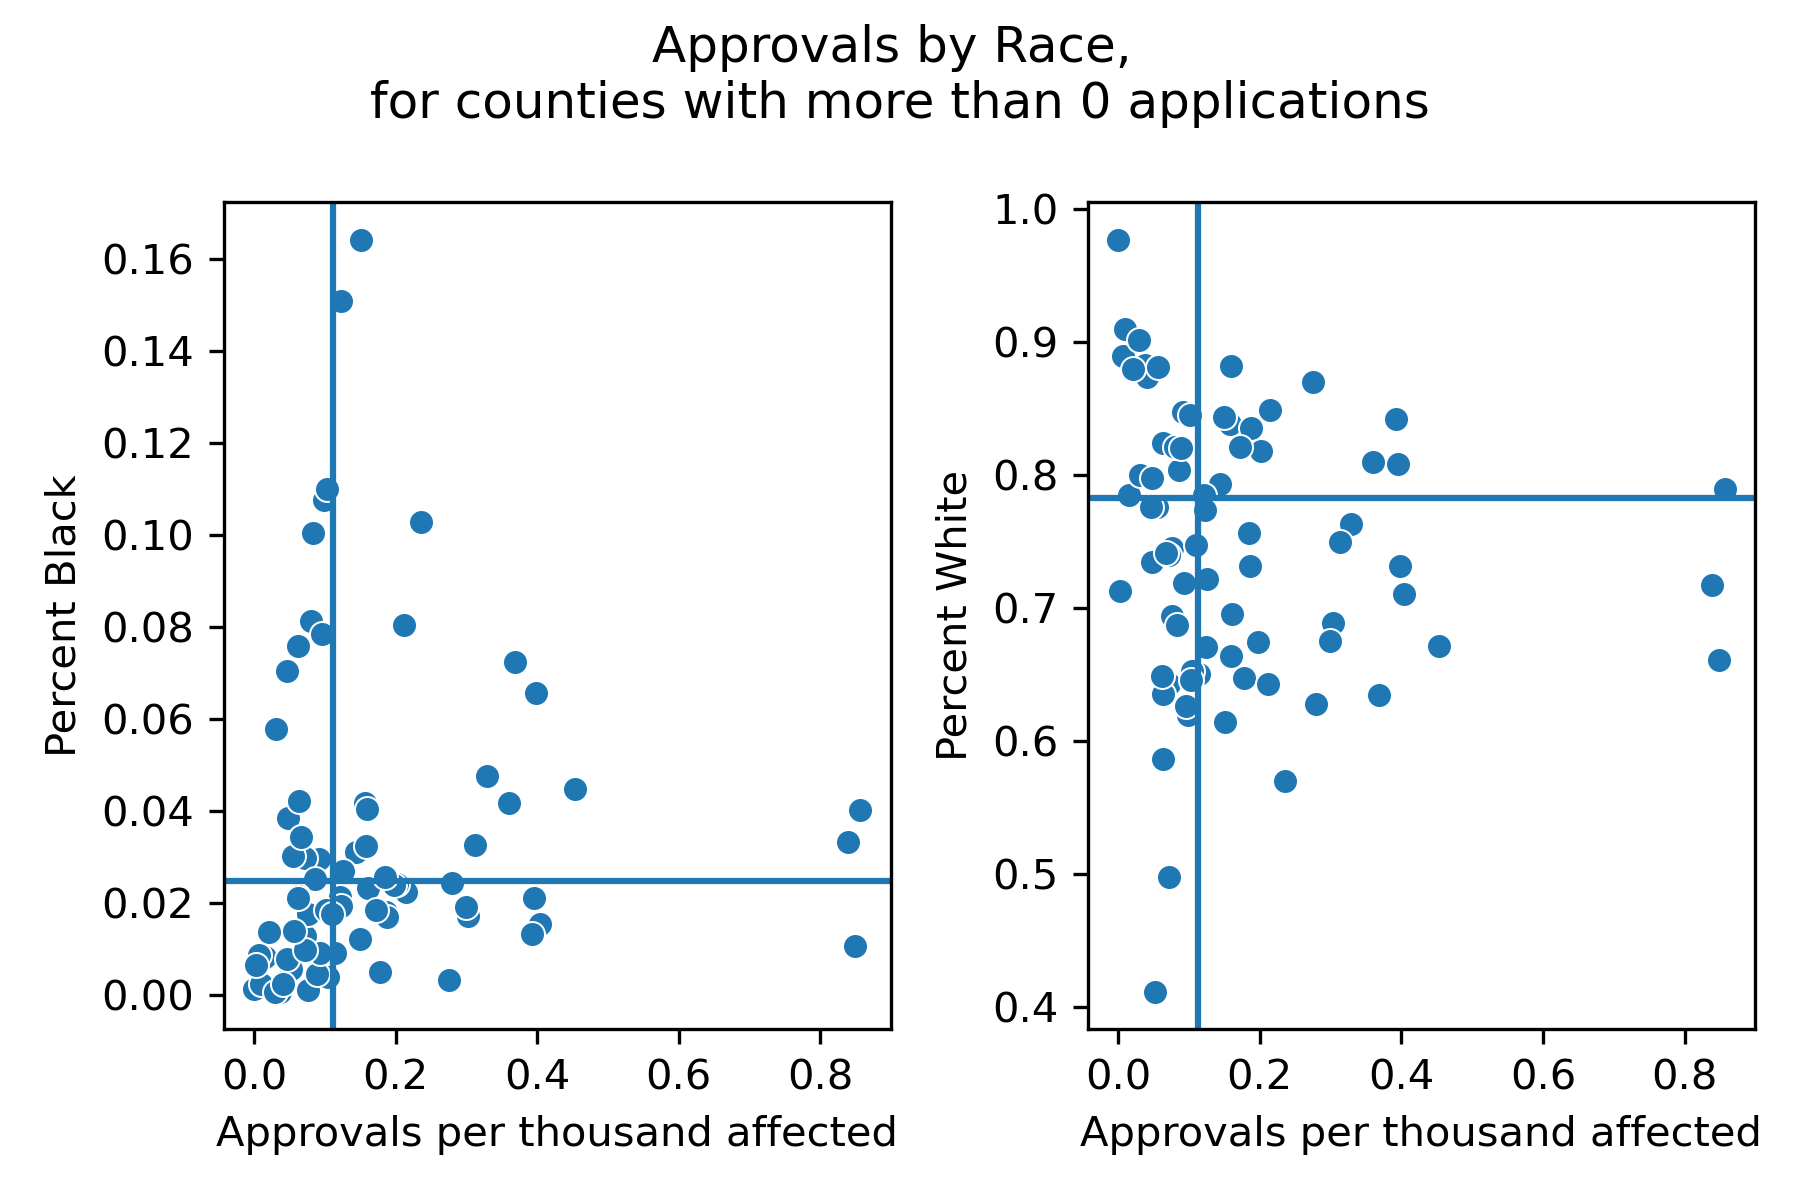 Approvals by Race,
for counties with more than 0 applications
Percent Black
0.16
0.14
0.12
0.10
0.08
0.06
0.04
0.02
0.00
0.0 0.2 0.4 0.6 0.8
Approvals per thousand affected
Percent White
1.0
0.9
0.8
0.7
0.6
0.5
0.4
0.0 0.2 0.4 0.6 0.8
Approvals per thousand affected